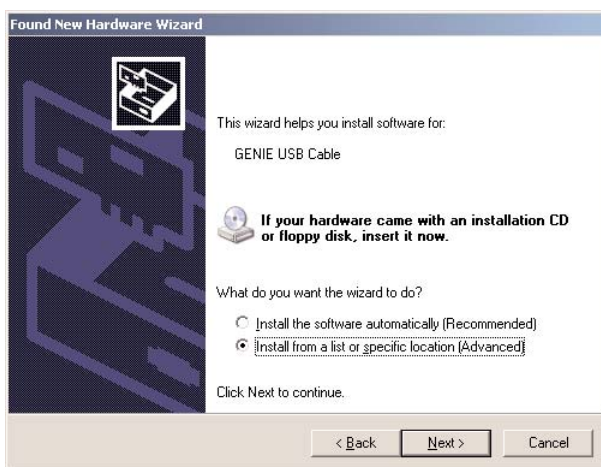 Found New Hardware Wizard
This wizard helps you install software for:
GENIE USB Cable
If your hardware came with an installation CD
or floppy disk, insert it now.
What do you want the wizard to do?
Install the software automatically (Recommended)
Install from a list or specific location (Advanced)
Click Next to continue.
< Back Next > Cancel